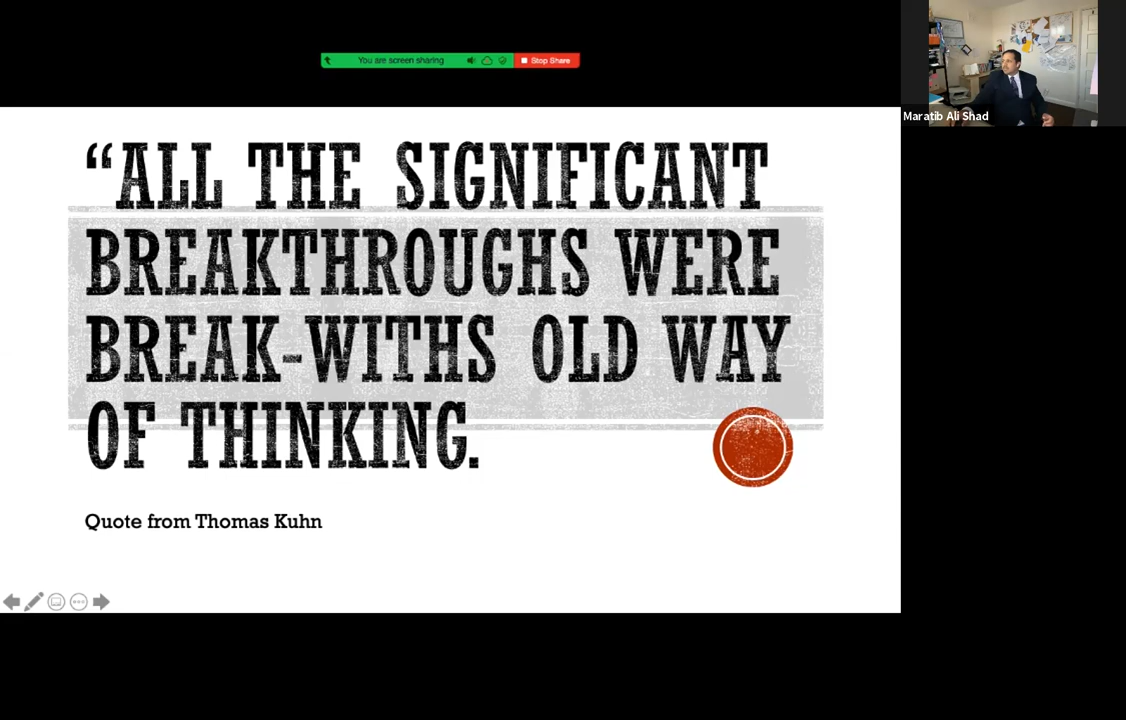 You are screen sharing
Stop Share
Maratib Ali Shad
“ALL THE SIGNIFICANT
BREAKTHROUGHS WERE
BREAK-WITHS OLD WAY
OF THINKING.
Quote from Thomas Kuhn